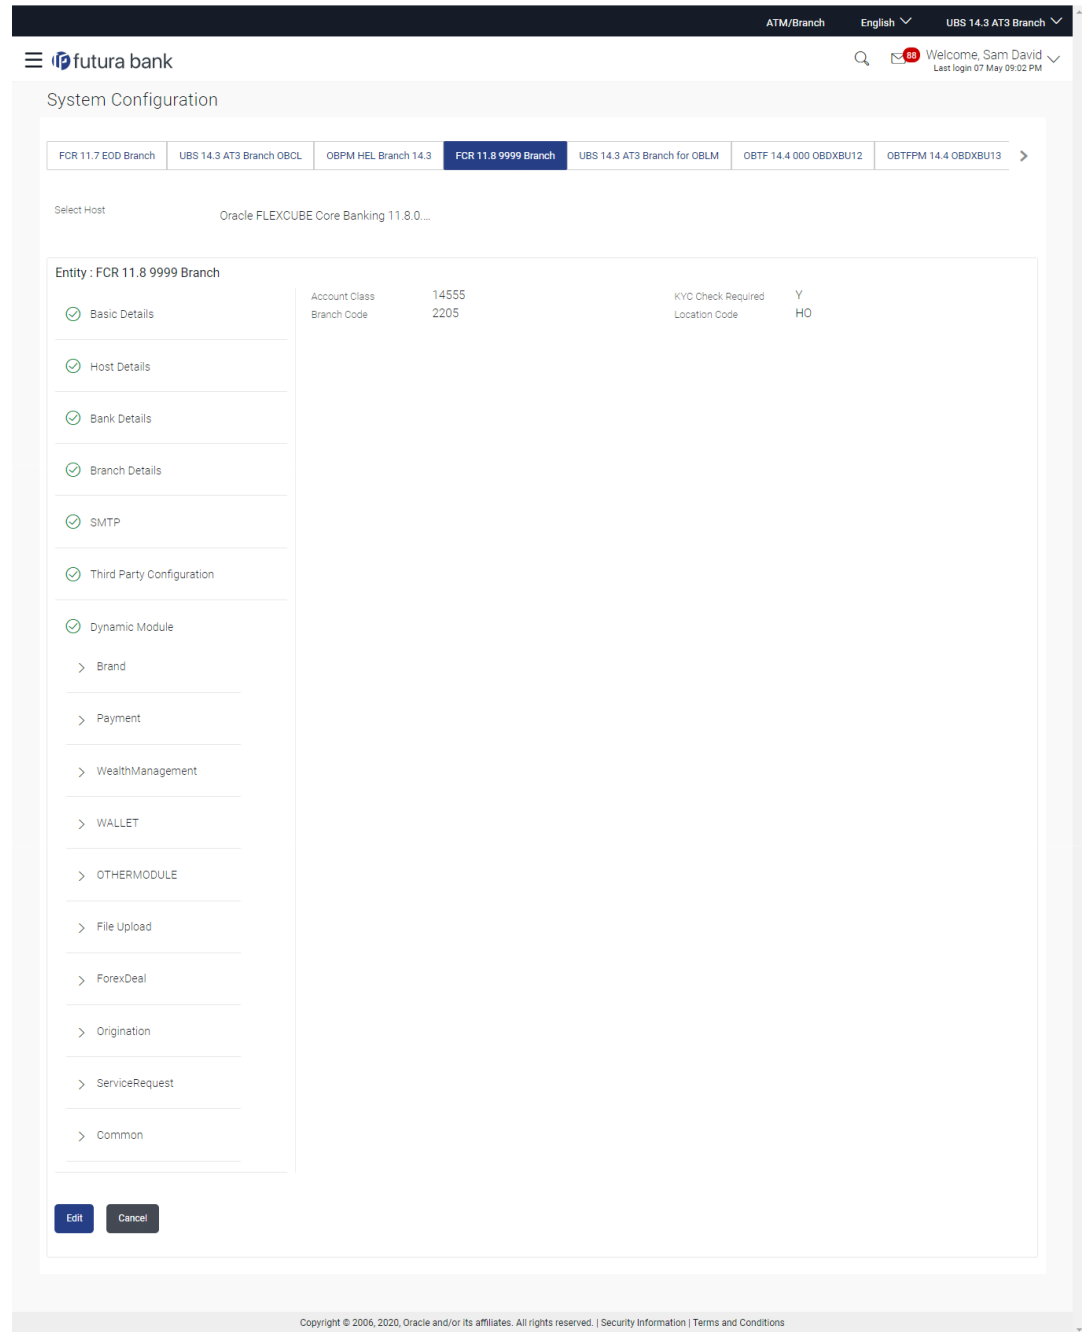 ATM/Branch English UBS 14.3 AT3 Branch
futura bank 88 Welcome, Sam David
Last login 07 May 09:02 PM
System Configuration
FCR 11.7 EOD Branch UBS 14.3 AT3 Branch OBCL OBPM HEL Branch 14.3 FCR 11.8 9999 Branch UBS 14.3 AT3 Branch for OBLM OBTF 14.4 000 OBDXBU12 OBTFPM 14.4 OBDXBU13
Select Host Oracle FLEXCUBE Core Banking 11.8.0....
Entity : FCR 11.8 9999 Branch
Account Class 14555 KYC Check Required Y
Branch Code 2205 Location Code HO
Basic Details
Host Details
Bank Details
Branch Details
SMTP
Third Party Configuration
Dynamic Module
Brand
Payment
WealthManagement
WALLET
OTHERMODULE
File Upload
ForexDeal
Origination
ServiceRequest
Common
Edit Cancel
Copyright © 2006, 2020, Oracle and/or its affiliates. All rights reserved. | Security Information | Terms and Conditions